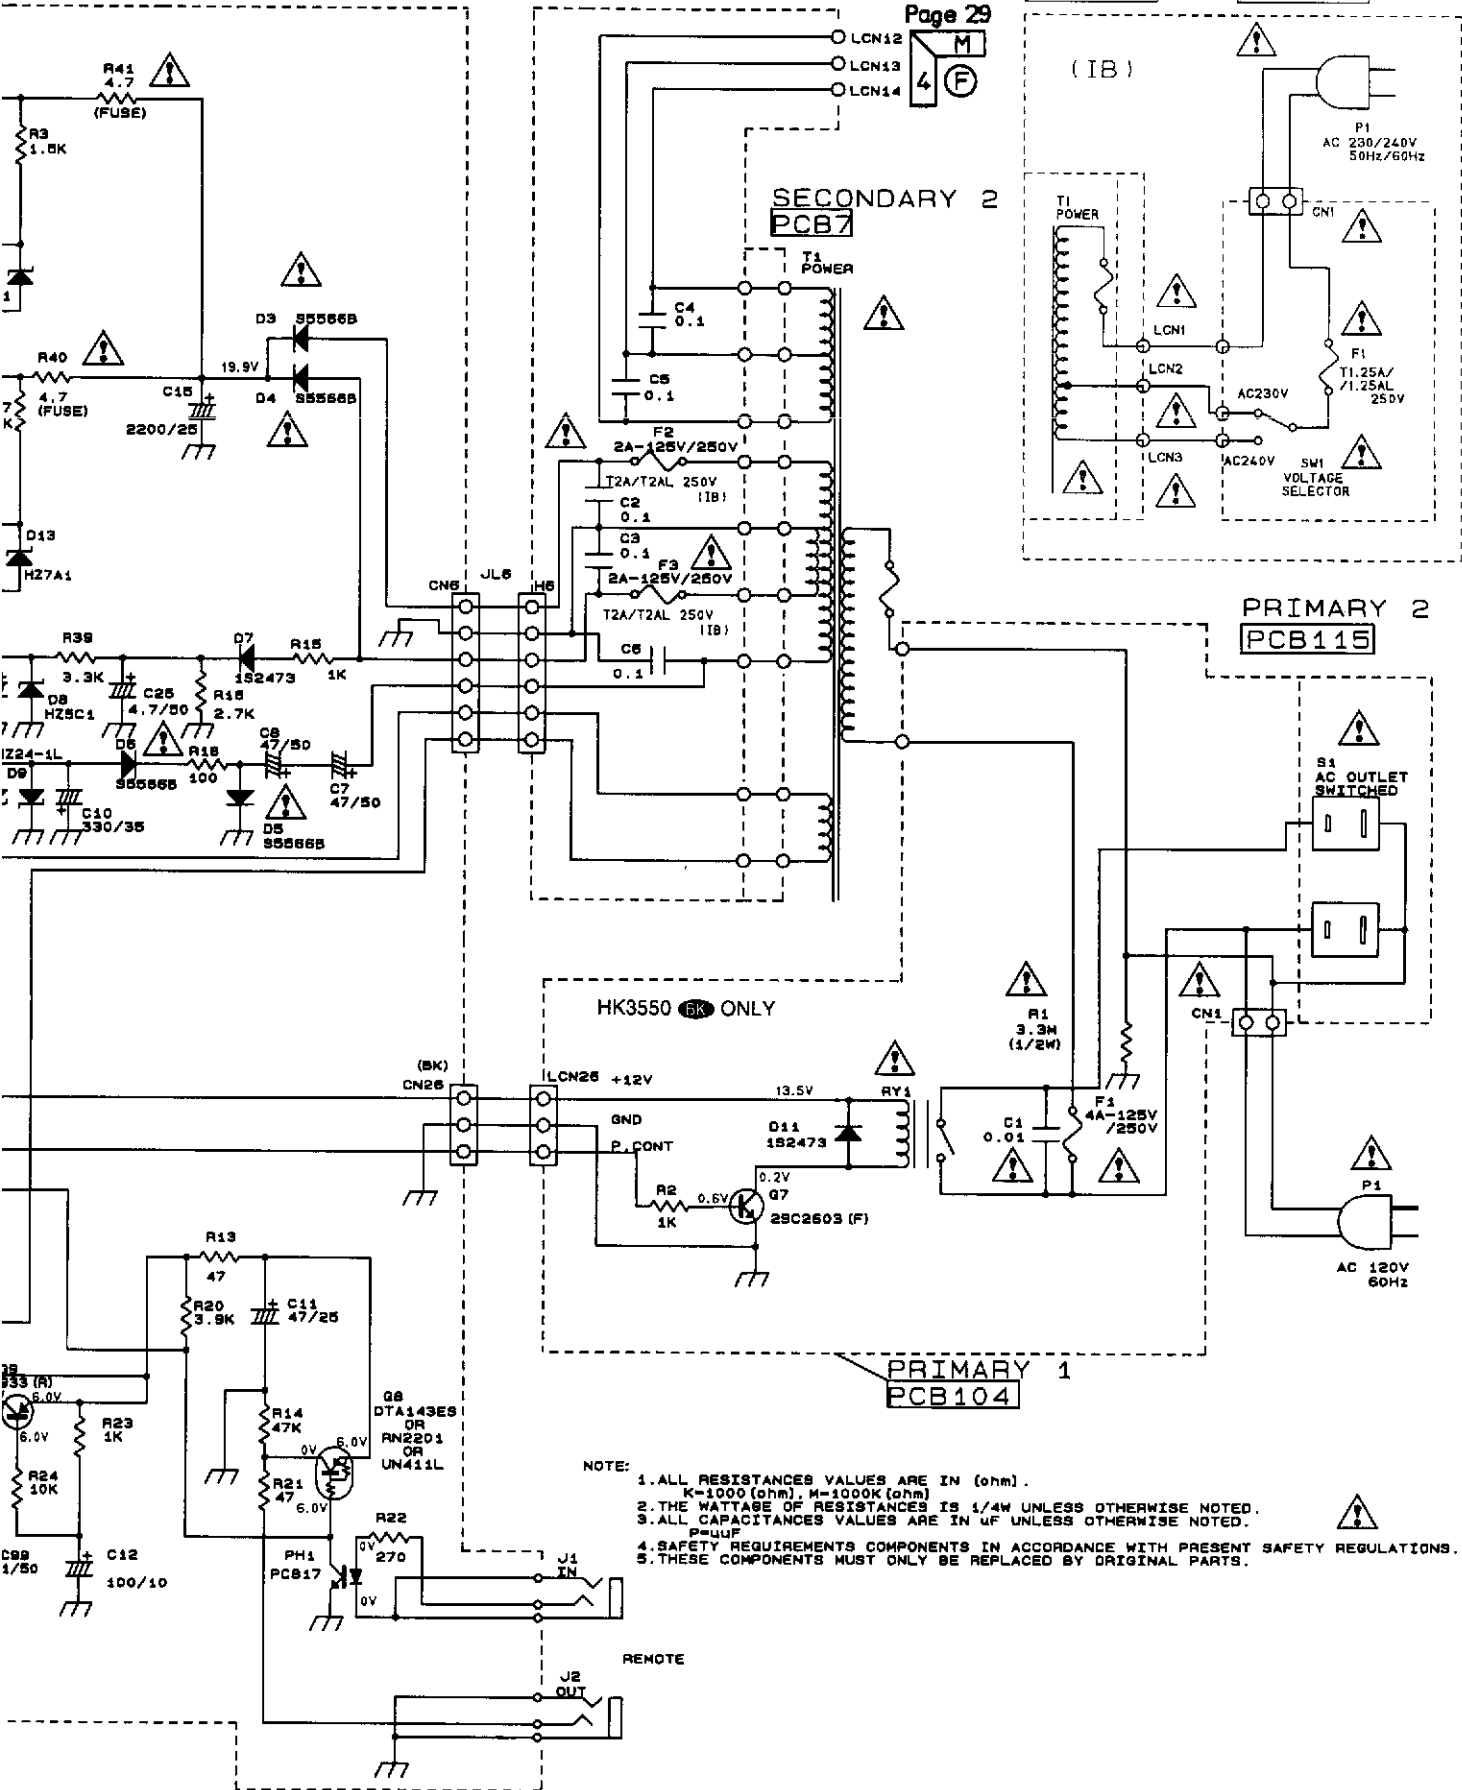 Page 29
LCN12
LCN13
LCN14
M
4
F
(IB)
P1
AC 230/240V
50Hz/60Hz
CN1
T1
POWER
LCN1
LCN2
LCN3
AC230V
AC240V
F1
T1.25A/
/1.25AL
250V
SW1
VOLTAGE
SELECTOR
R41
4.7
(FUSE)
R3
1.5K
1
R40
4.7
(FUSE)
7
K
19.9V
C15
2200/25
D3 S5566B
D4 S5566B
D13
HZ7A1
SECONDARY 2
PCB7
T1
POWER
C4
0.1
C5
0.1
F2
2A-125V/250V
T2A/T2AL 250V
(IB)
C2
0.1
C3
0.1
F3
2A-125V/250V
T2A/T2AL 250V
(IB)
C6
0.1
CN6
JL6
H6
R39
3.3K
D8
HZ5C1
C25
4.7/50
R16
2.7K
D7
1S2473
R15
1K
HZ24-1L
D9
C10
330/35
D6
S5566B
R18
100
D5
S5566B
C8
47/50
C7
47/50
PRIMARY 2
PCB115
S1
AC OUTLET
SWITCHED
CN1
P1
AC 120V
60Hz
HK3550 BK ONLY
R1
3.3M
(1/2W)
(BK)
CN26
LCN26
+12V
GND
P.CONT
13.5V
D11
1S2473
RY1
C1
0.01
F1
4A-125V
/250V
R2
1K
0.6V
0.2V
Q7
2SC2603 (F)
PRIMARY 1
PCB104
R13
47
R20
3.9K
C11
47/25
R14
47K
R21
47
Q8
DTA143ES
OR
RN2201
OR
UN411L
0V
6.0V
6.0V
933 (R)
6.0V
6.0V
R23
1K
R24
10K
C99
1/50
C12
100/10
PH1
PC817
R22
270
0V
0V
J1
IN
REMOTE
J2
OUT
NOTE:
1.ALL RESISTANCES VALUES ARE IN (ohm).
K=1000(ohm), M=1000K(ohm)
2.THE WATTAGE OF RESISTANCES IS 1/4W UNLESS OTHERWISE NOTED.
3.ALL CAPACITANCES VALUES ARE IN uF UNLESS OTHERWISE NOTED.
P=uuF
4.SAFETY REQUIREMENTS COMPONENTS IN ACCORDANCE WITH PRESENT SAFETY REGULATIONS.
5.THESE COMPONENTS MUST ONLY BE REPLACED BY ORIGINAL PARTS.